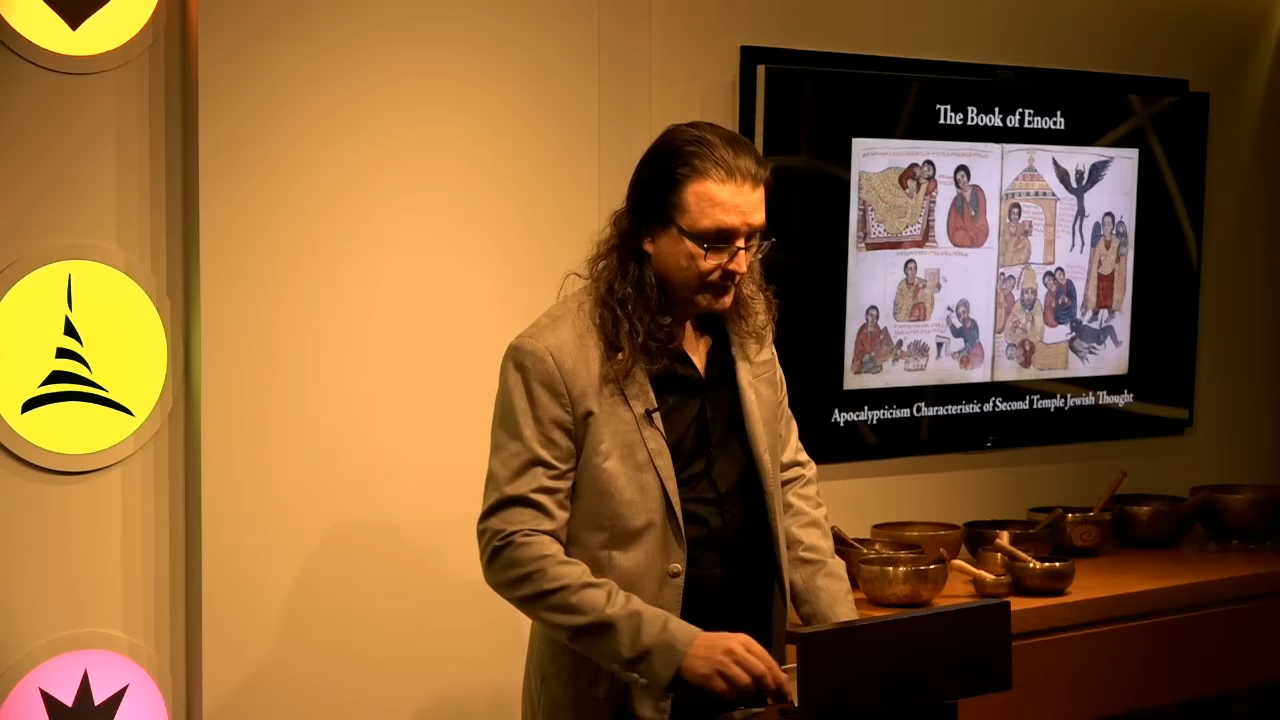 The Book of Enoch
Apocalypticism Characteristic of Second Temple Jewish Thought